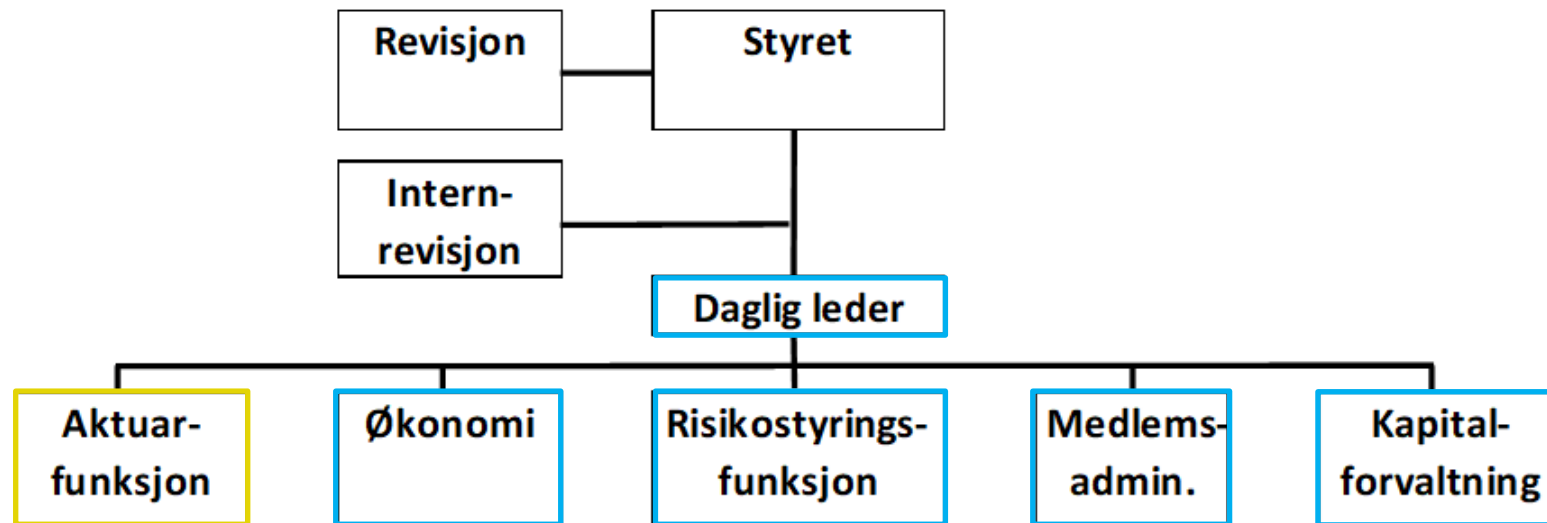 Revisjon
Styret
Intern-
revisjon
Daglig leder
Aktuar-
funksjon
Økonomi
Risikostyrings-
funksjon
Medlems-
admin.
Kapital-
forvaltning